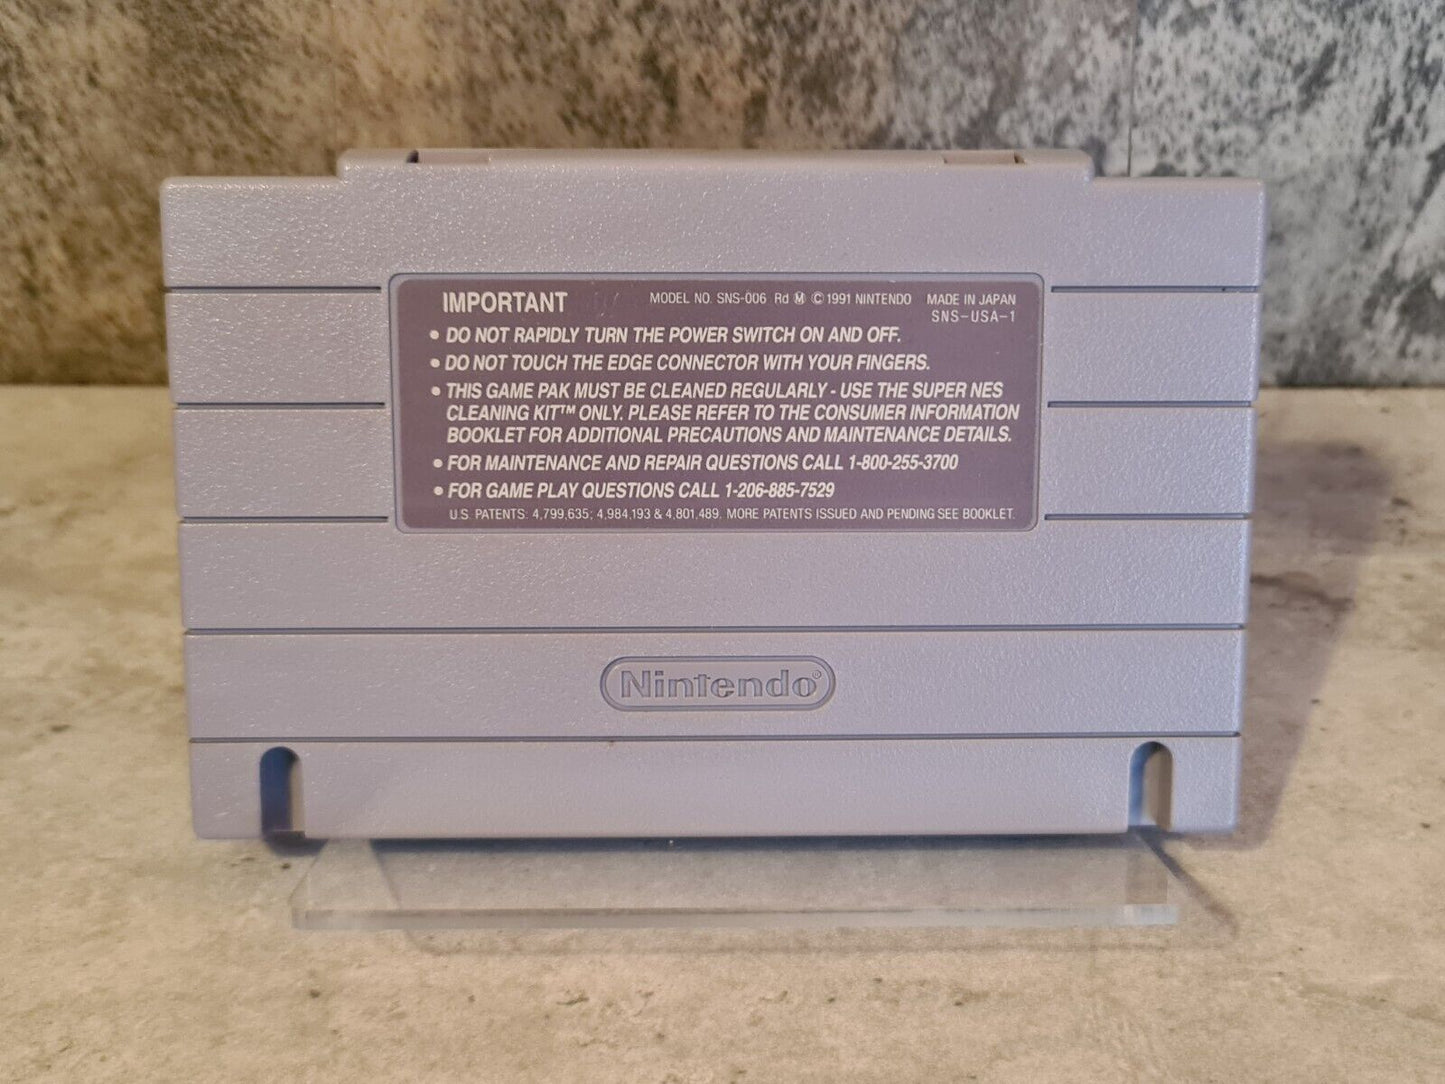 IMPORTANT MODEL NO. SNS-006 Rd Ⓜ © 1991 NINTENDO MADE IN JAPAN
SNS-USA-1
• DO NOT RAPIDLY TURN THE POWER SWITCH ON AND OFF.
• DO NOT TOUCH THE EDGE CONNECTOR WITH YOUR FINGERS.
• THIS GAME PAK MUST BE CLEANED REGULARLY - USE THE SUPER NES
CLEANING KIT™ ONLY. PLEASE REFER TO THE CONSUMER INFORMATION
BOOKLET FOR ADDITIONAL PRECAUTIONS AND MAINTENANCE DETAILS.
• FOR MAINTENANCE AND REPAIR QUESTIONS CALL 1-800-255-3700
• FOR GAME PLAY QUESTIONS CALL 1-206-885-7529
U.S. PATENTS: 4,799,635; 4,984,193 & 4,801,489. MORE PATENTS ISSUED AND PENDING SEE BOOKLET.
Nintendo®